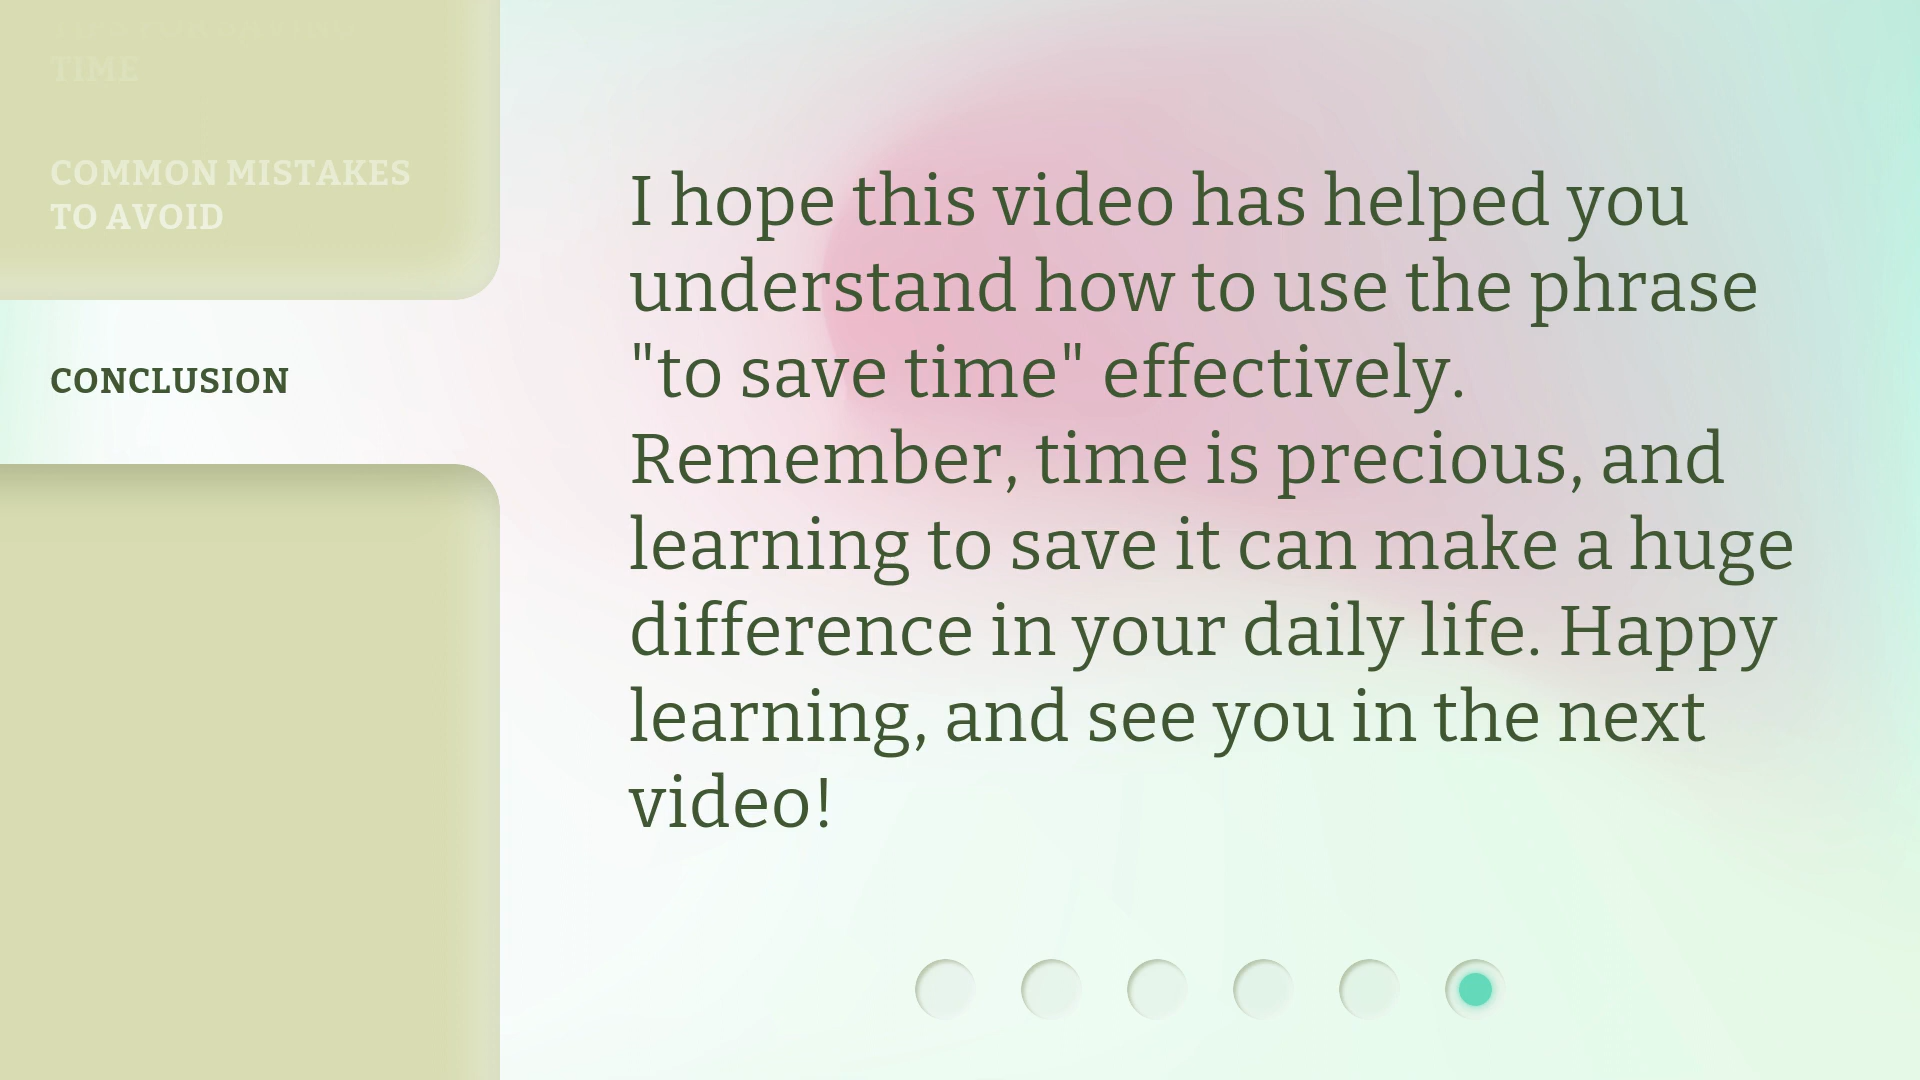 TIME
COMMON MISTAKES
TO AVOID
CONCLUSION
I hope this video has helped you
understand how to use the phrase
"to save time" effectively.
Remember, time is precious, and
learning to save it can make a huge
difference in your daily life. Happy
learning, and see you in the next
video!